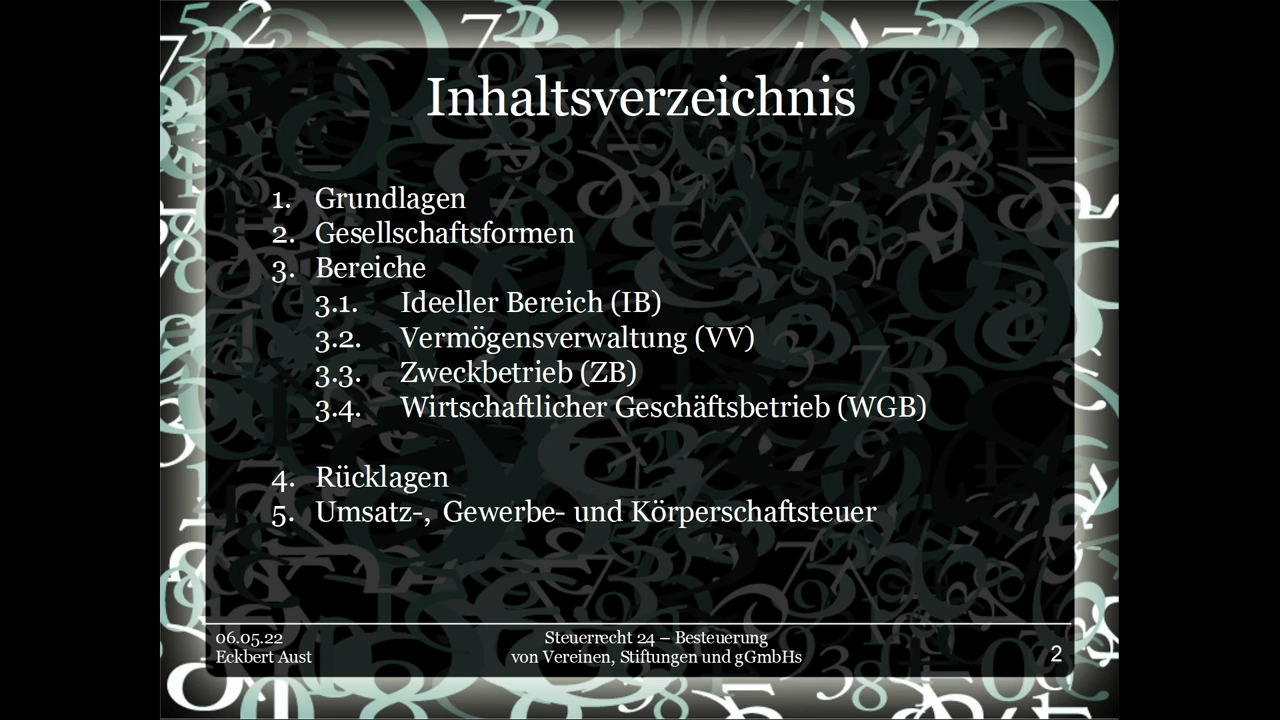 Inhaltsverzeichnis
1. Grundlagen
2. Gesellschaftsformen
3. Bereiche
3.1. Ideeller Bereich (IB)
3.2. Vermögensverwaltung (VV)
3.3. Zweckbetrieb (ZB)
3.4. Wirtschaftlicher Geschäftsbetrieb (WGB)
4. Rücklagen
5. Umsatz-, Gewerbe- und Körperschaftsteuer
06.05.22
Eckbert Aust
Steuerrecht 24 – Besteuerung
von Vereinen, Stiftungen und gGmbHs
2